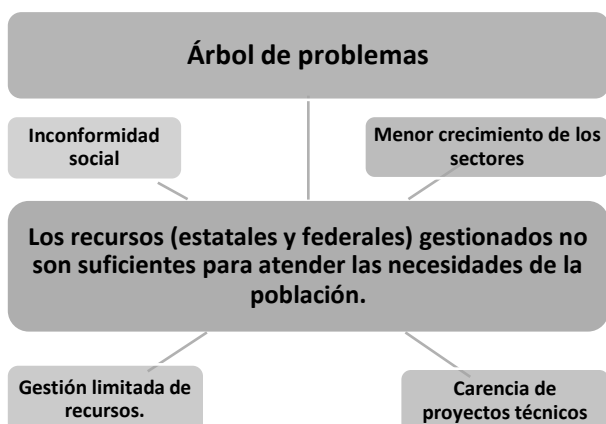 Árbol de problemas
Inconformidad
social
Menor crecimiento de los
sectores
Los recursos (estatales y federales) gestionados no
son suficientes para atender las necesidades de la
población.
Gestión limitada de
recursos.
Carencia de
proyectos técnicos